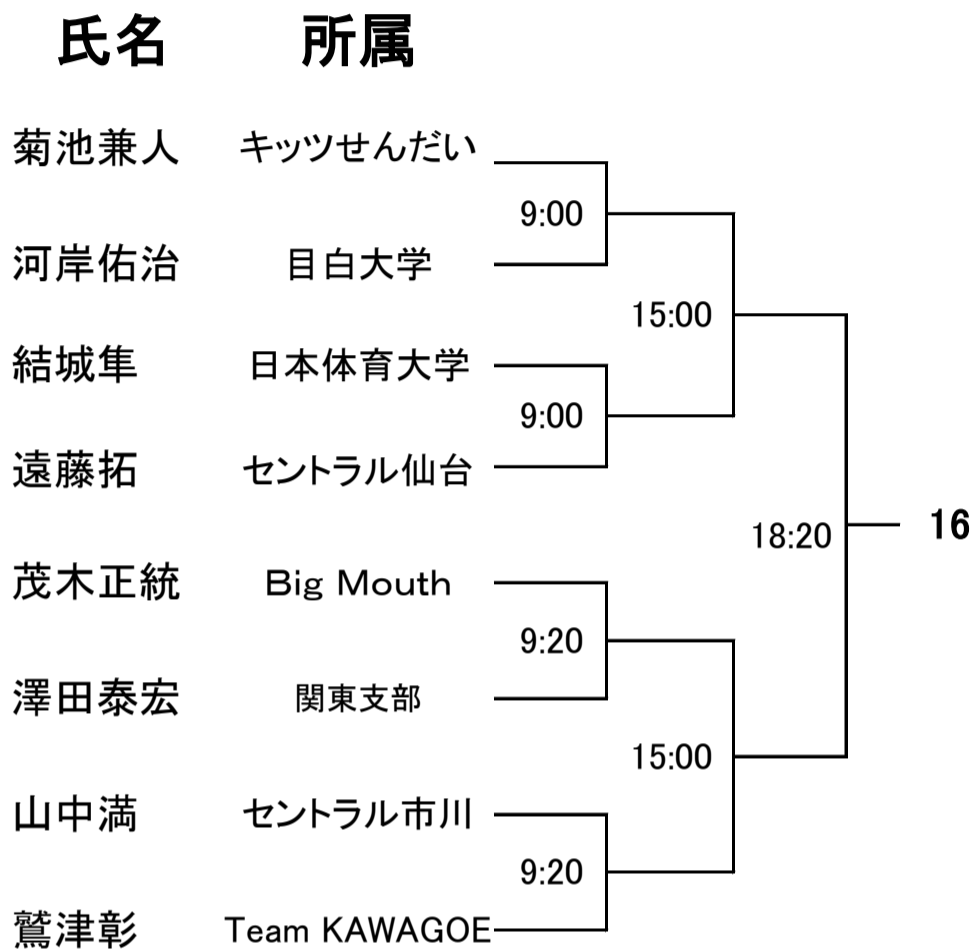 氏名 所属
菊池兼人 キッツせんだい
9:00
河岸佑治 目白大学
15:00
結城隼 日本体育大学
9:00
遠藤拓 セントラル仙台
18:20 16
茂木正統 Big Mouth
9:20
澤田泰宏 関東支部
15:00
山中満 セントラル市川
9:20
鷲津彰 Team KAWAGOE